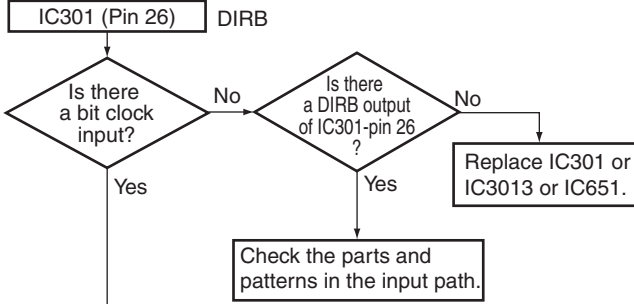 IC301 (Pin 26) DIRB
Is there
a bit clock
input?
No
Yes
Is there
a DIRB output
of IC301-pin 26
?
No
Yes
Replace IC301 or
IC3013 or IC651.
Check the parts and
patterns in the input path.